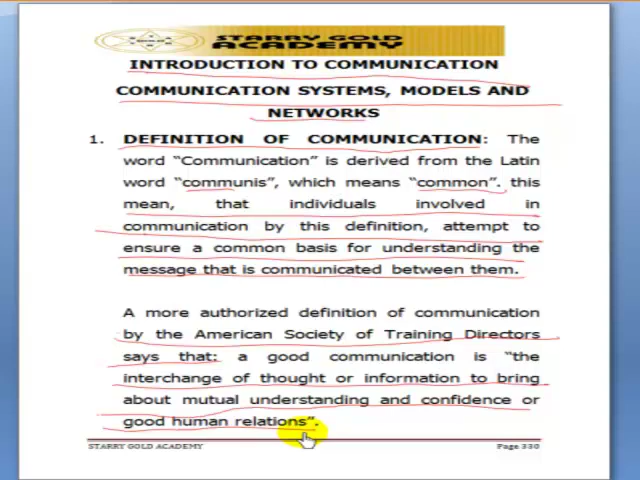 STARRY GOLD
ACADEMY
INTRODUCTION TO COMMUNICATION
COMMUNICATION SYSTEMS, MODELS AND
NETWORKS
1. DEFINITION OF COMMUNICATION: The
word “Communication” is derived from the Latin
word “communis”, which means “common”. this
mean, that individuals involved in
communication by this definition, attempt to
ensure a common basis for understanding the
message that is communicated between them.
A more authorized definition of communication
by the American Society of Training Directors
says that: a good communication is “the
interchange of thought or information to bring
about mutual understanding and confidence or
good human relations”.
STARRY GOLD ACADEMY Page 330